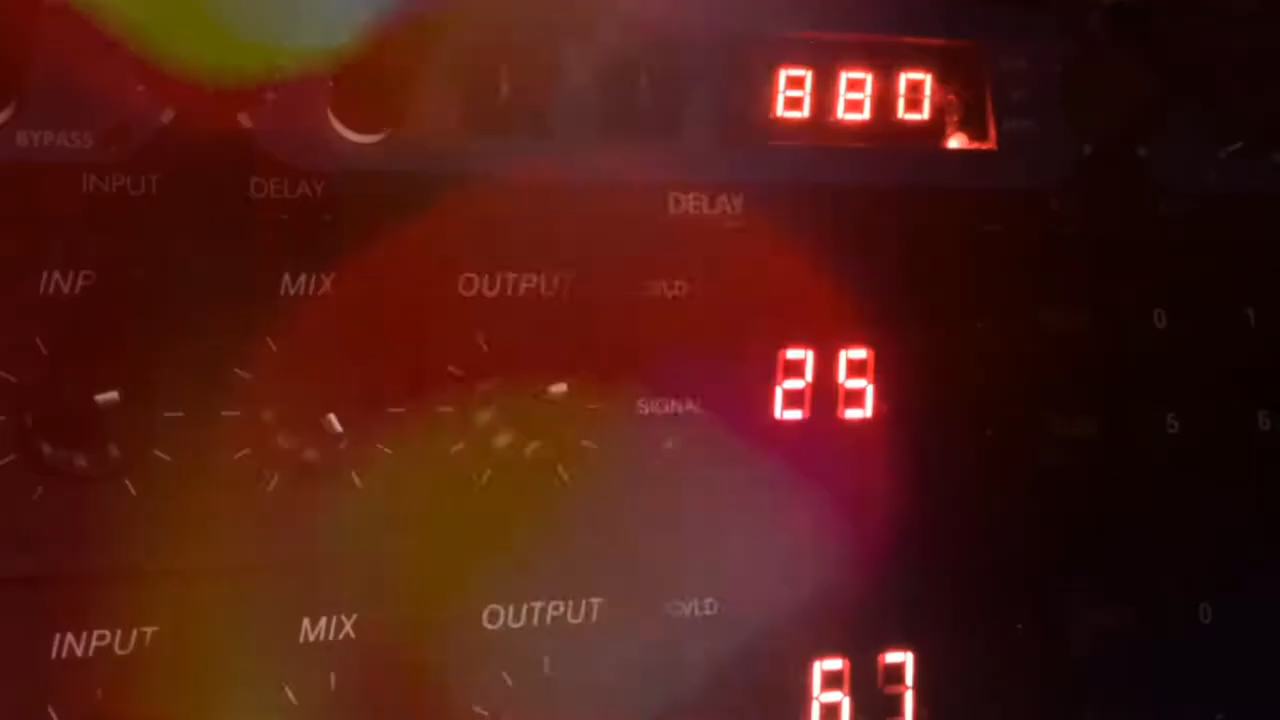 880
BYPASS
INPUT DELAY DELAY
INP MIX OUTPUT
0 1
25
SIGNAL
5 6
INPUT MIX OUTPUT OVLD
0
67